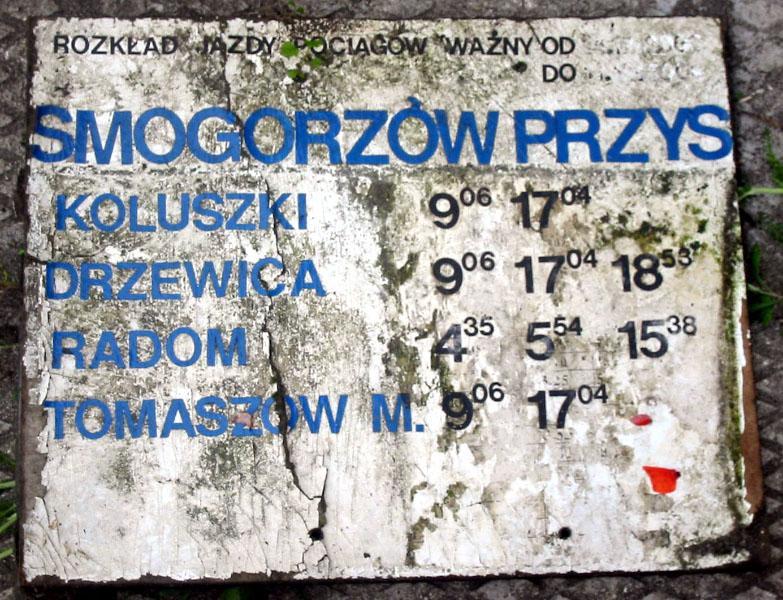 ROZKŁAD JAZDY POCIĄGÓW WAŻNY OD
DO
SMOGORZÓW PRZYS
KOLUSZKI 9⁰⁶ 17⁰⁴
DRZEWICA 9⁰⁶ 17⁰⁴ 18⁵³
RADOM 4³⁵ 5⁵⁴ 15³⁸
TOMASZÓW M. 9⁰⁶ 17⁰⁴